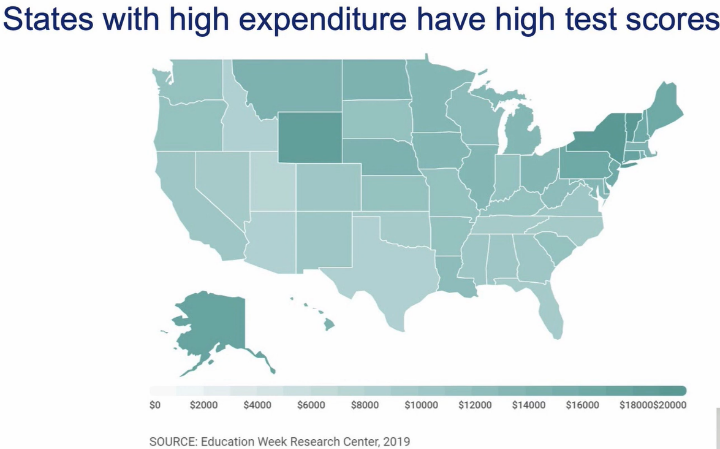 States with high expenditure have high test scores
$0 $2000 $4000 $6000 $8000 $10000 $12000 $14000 $16000 $18000$20000
SOURCE: Education Week Research Center, 2019